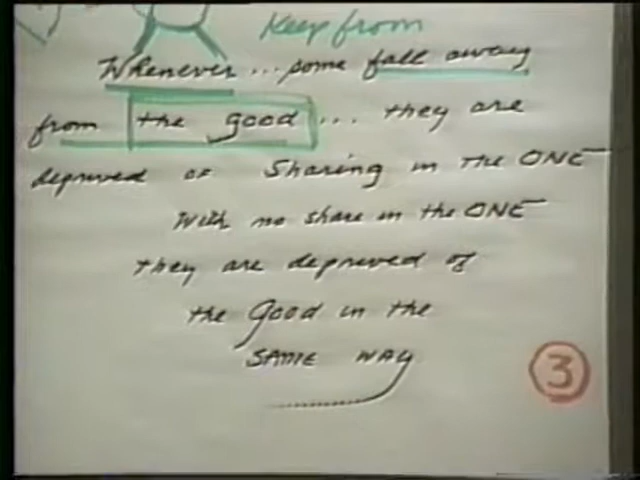 Keep from
Whenever... some fall away
from the good... they are
deprived of Sharing in the ONE
With no share in the ONE
they are deprived of
the Good in the
SAME WAY
3